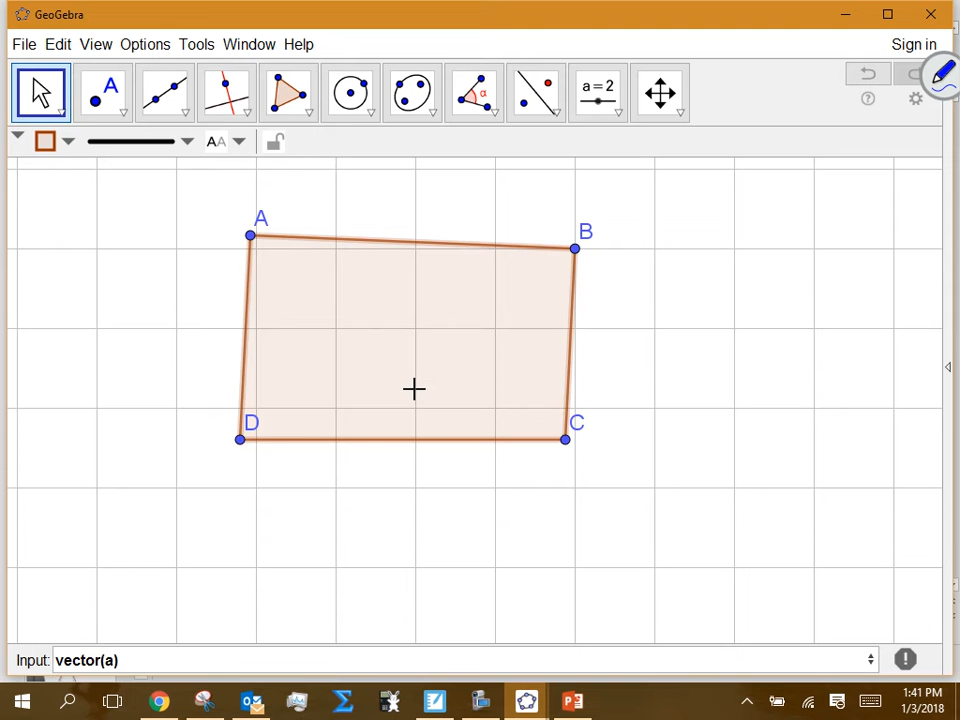 GeoGebra
File Edit View Options Tools Window Help Sign in
A
α
a = 2
AA
A
B
D
C
Input: vector(a)
1:41 PM
1/3/2018